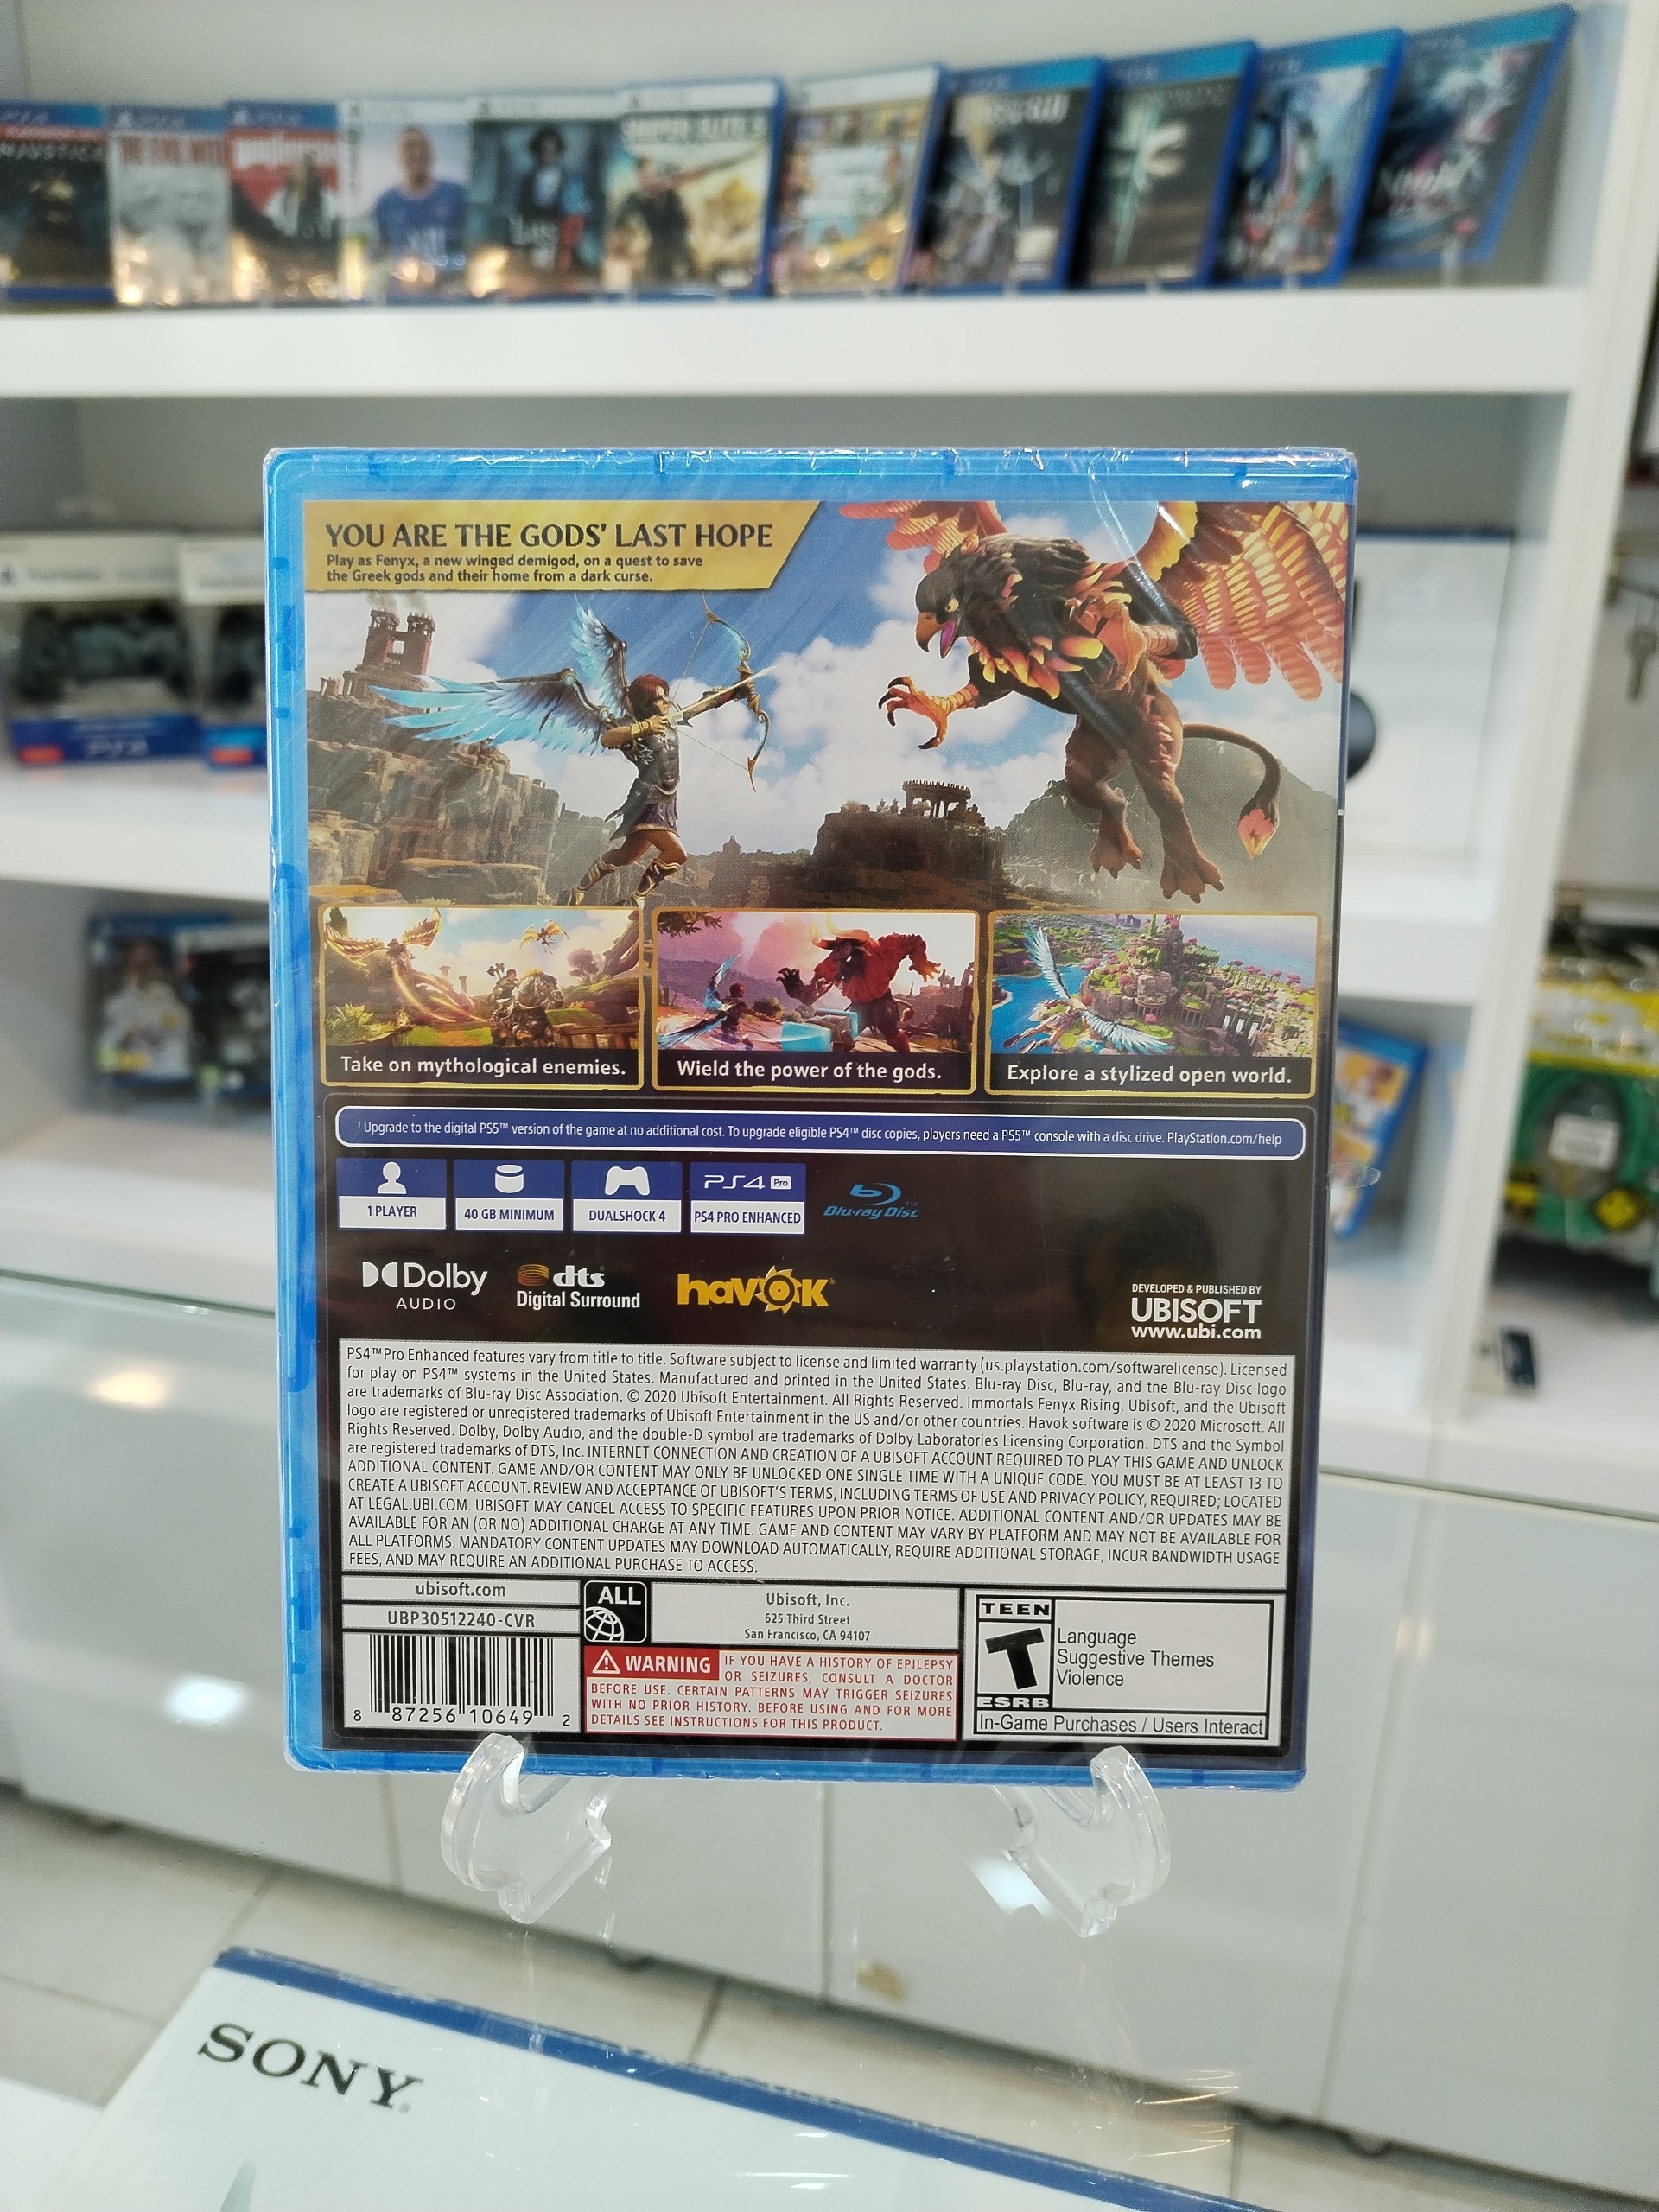 PS4
INJUSTICE
PS4
PS4
YOU ARE THE GODS' LAST HOPE
Play as Fenyx, a new winged demigod, on a quest to save
the Greek gods and their home from a dark curse.
Take on mythological enemies.
Wield the power of the gods.
Explore a stylized open world.
¹ Upgrade to the digital PS5™ version of the game at no additional cost. To upgrade eligible PS4™ disc copies, players need a PS5™ console with a disc drive. PlayStation.com/help
PS4 Pro
1 PLAYER
40 GB MINIMUM
DUALSHOCK 4
PS4 PRO ENHANCED
Blu-ray Disc™
Dolby
AUDIO
dts
Digital Surround
havok®
DEVELOPED & PUBLISHED BY
UBISOFT
www.ubi.com
PS4™Pro Enhanced features vary from title to title. Software subject to license and limited warranty (us.playstation.com/softwarelicense). Licensed
for play on PS4™ systems in the United States. Manufactured and printed in the United States. Blu-ray Disc, Blu-ray, and the Blu-ray Disc logo
are trademarks of Blu-ray Disc Association. © 2020 Ubisoft Entertainment. All Rights Reserved. Immortals Fenyx Rising, Ubisoft, and the Ubisoft
logo are registered or unregistered trademarks of Ubisoft Entertainment in the US and/or other countries. Havok software is © 2020 Microsoft. All
Rights Reserved. Dolby, Dolby Audio, and the double-D symbol are trademarks of Dolby Laboratories Licensing Corporation. DTS and the Symbol
are registered trademarks of DTS, Inc. INTERNET CONNECTION AND CREATION OF A UBISOFT ACCOUNT REQUIRED TO PLAY THIS GAME AND UNLOCK
ADDITIONAL CONTENT. GAME AND/OR CONTENT MAY ONLY BE UNLOCKED ONE SINGLE TIME WITH A UNIQUE CODE. YOU MUST BE AT LEAST 13 TO
CREATE A UBISOFT ACCOUNT. REVIEW AND ACCEPTANCE OF UBISOFT'S TERMS, INCLUDING TERMS OF USE AND PRIVACY POLICY, REQUIRED; LOCATED
AT LEGAL.UBI.COM. UBISOFT MAY CANCEL ACCESS TO SPECIFIC FEATURES UPON PRIOR NOTICE. ADDITIONAL CONTENT AND/OR UPDATES MAY BE
AVAILABLE FOR AN (OR NO) ADDITIONAL CHARGE AT ANY TIME. GAME AND CONTENT MAY VARY BY PLATFORM AND MAY NOT BE AVAILABLE FOR
ALL PLATFORMS. MANDATORY CONTENT UPDATES MAY DOWNLOAD AUTOMATICALLY, REQUIRE ADDITIONAL STORAGE, INCUR BANDWIDTH USAGE
FEES, AND MAY REQUIRE AN ADDITIONAL PURCHASE TO ACCESS.
ubisoft.com
UBP30512240-CVR
8 87256 10649 2
ALL
Ubisoft, Inc.
625 Third Street
San Francisco, CA 94107
WARNING IF YOU HAVE A HISTORY OF EPILEPSY
OR SEIZURES, CONSULT A DOCTOR
BEFORE USE. CERTAIN PATTERNS MAY TRIGGER SEIZURES
WITH NO PRIOR HISTORY. BEFORE USING AND FOR MORE
DETAILS SEE INSTRUCTIONS FOR THIS PRODUCT.
TEEN
T
ESRB
Language
Suggestive Themes
Violence
In-Game Purchases / Users Interact
SONY